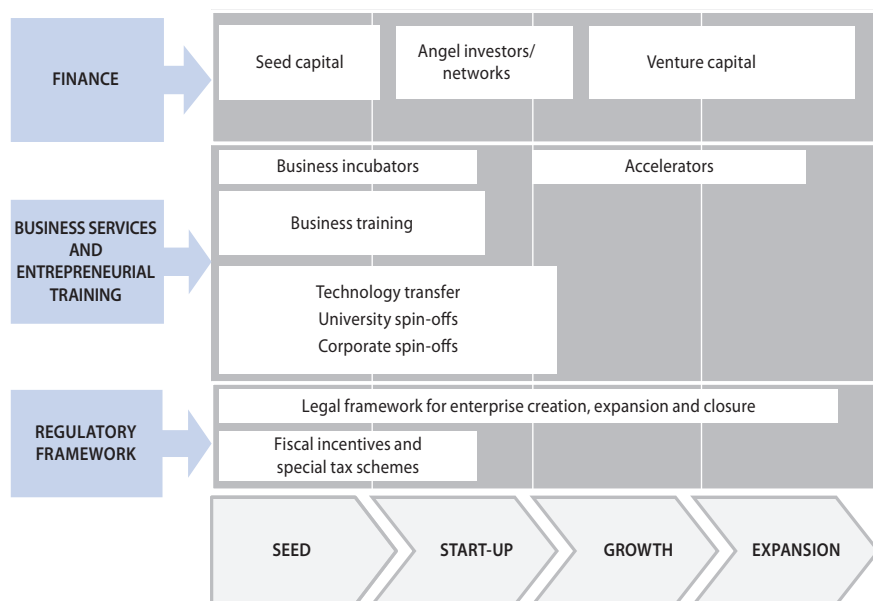 FINANCE
Seed capital
Angel investors/
networks
Venture capital
BUSINESS SERVICES
AND
ENTREPRENEURIAL
TRAINING
Business incubators
Accelerators
Business training
Technology transfer
University spin-offs
Corporate spin-offs
REGULATORY
FRAMEWORK
Legal framework for enterprise creation, expansion and closure
Fiscal incentives and
special tax schemes
SEED
START-UP
GROWTH
EXPANSION